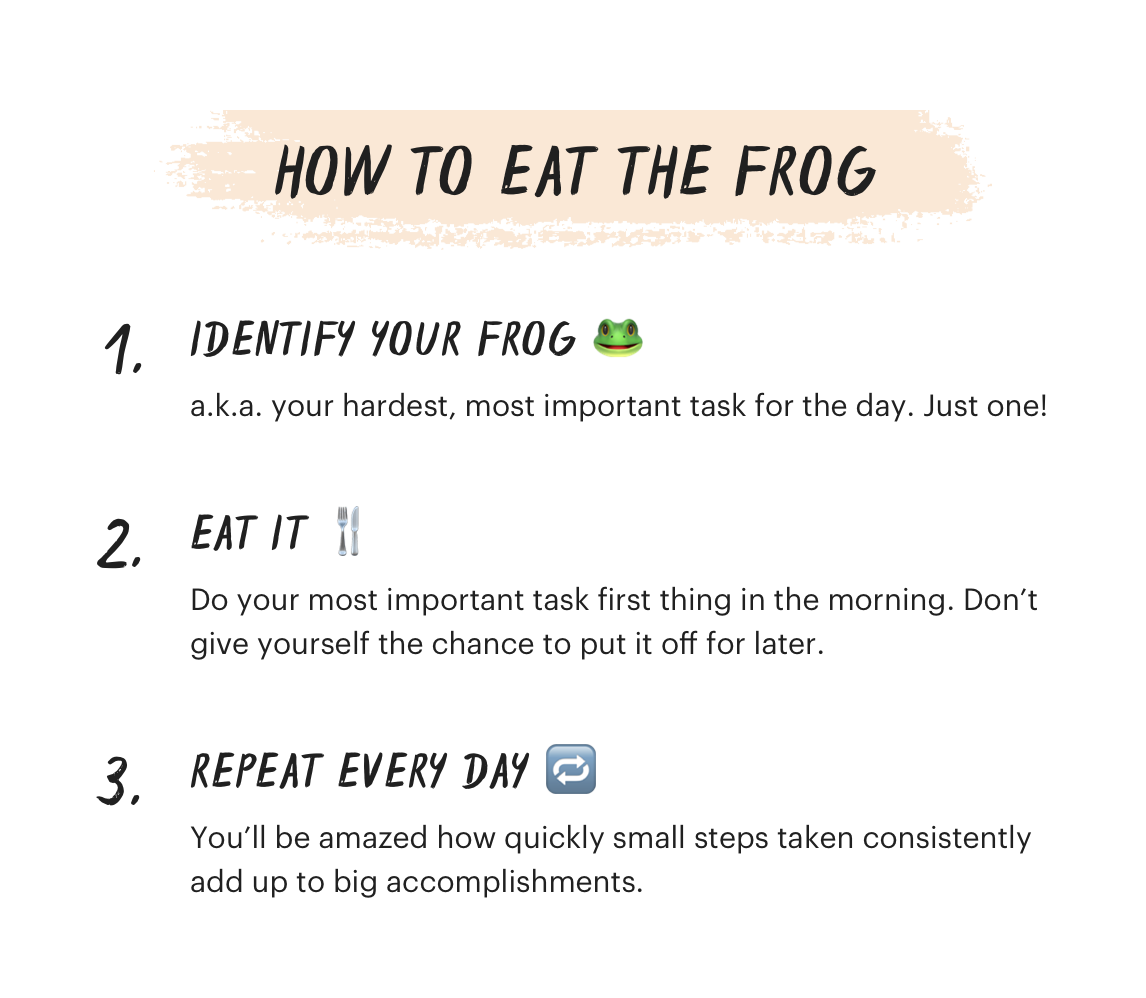 HOW TO EAT THE FROG
1. IDENTIFY YOUR FROG 🐸
a.k.a. your hardest, most important task for the day. Just one!
2. EAT IT 🍴
Do your most important task first thing in the morning. Don’t
give yourself the chance to put it off for later.
3. REPEAT EVERY DAY 🔁
You’ll be amazed how quickly small steps taken consistently
add up to big accomplishments.